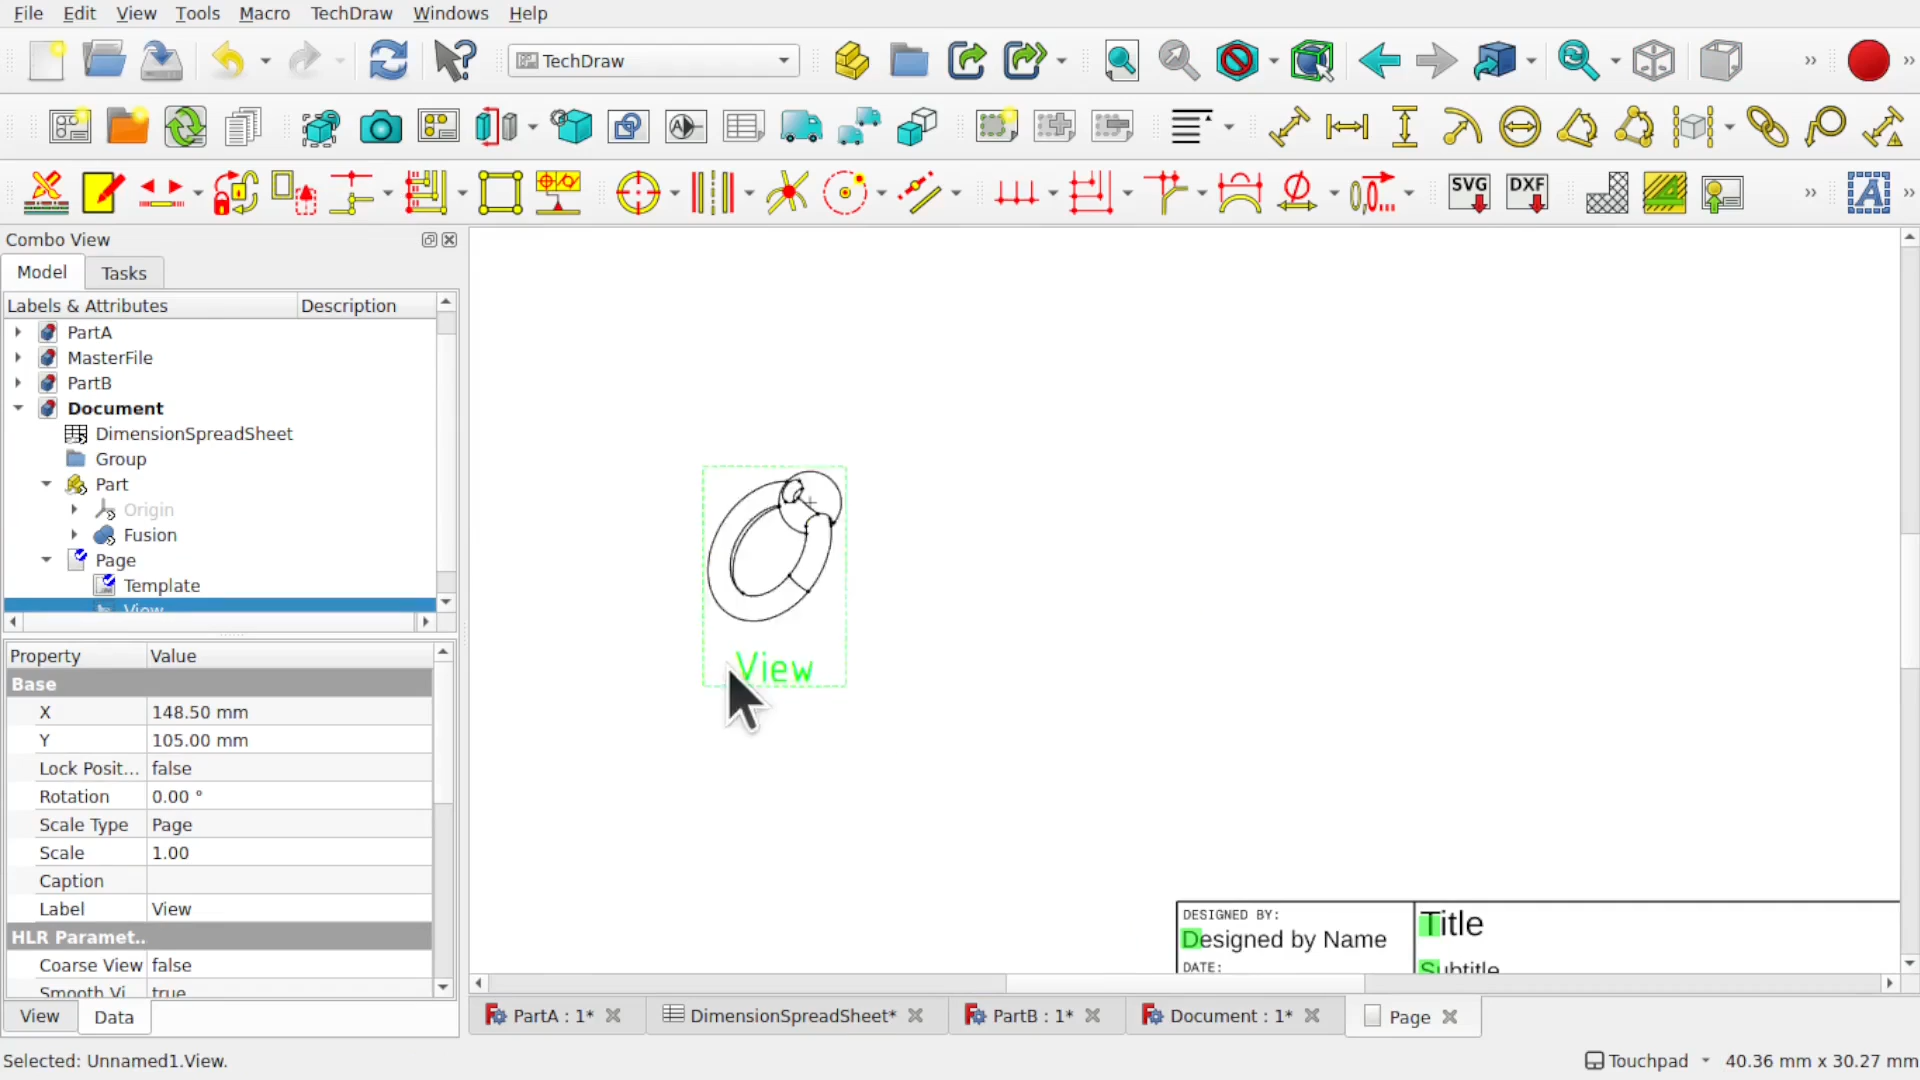 File Edit View Tools Macro TechDraw Windows Help
TechDraw
SVG DXF
A
Combo View
Model Tasks
Labels & Attributes Description
PartA
MasterFile
PartB
Document
DimensionSpreadSheet
Group
Part
Origin
Fusion
Page
Template
View
Property Value
Base
X 148.50 mm
Y 105.00 mm
Lock Posit... false
Rotation 0.00 °
Scale Type Page
Scale 1.00
Caption
Label View
HLR Paramet..
Coarse View false
Smooth Vi... true
View Data
View
DESIGNED BY:
Designed by Name
DATE:
Title
Subtitle
PartA : 1*
DimensionSpreadSheet*
PartB : 1*
Document : 1*
Page
Selected: Unnamed1.View.
Touchpad 40.36 mm x 30.27 mm